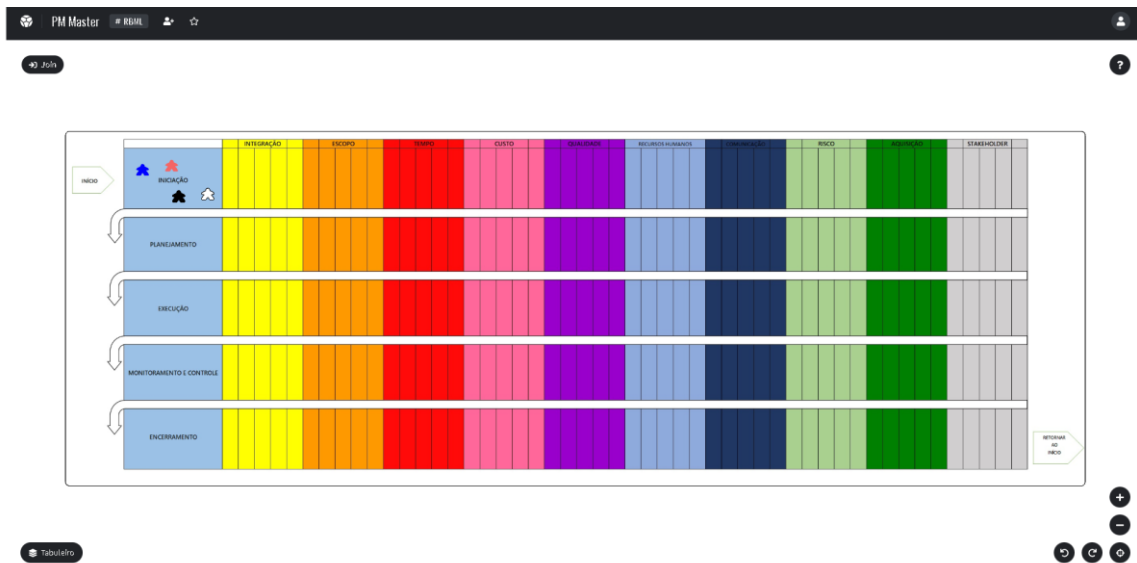 PM Master # RBML
Join
?
INTEGRAÇÃO ESCOPO TEMPO CUSTO QUALIDADE RECURSOS HUMANOS COMUNICAÇÃO RISCO AQUISIÇÃO STAKEHOLDER
INÍCIO
INICIAÇÃO
PLANEJAMENTO
EXECUÇÃO
MONITORAMENTO E CONTROLE
ENCERRAMENTO
RETORNAR
AO
INÍCIO
Tabuleiro